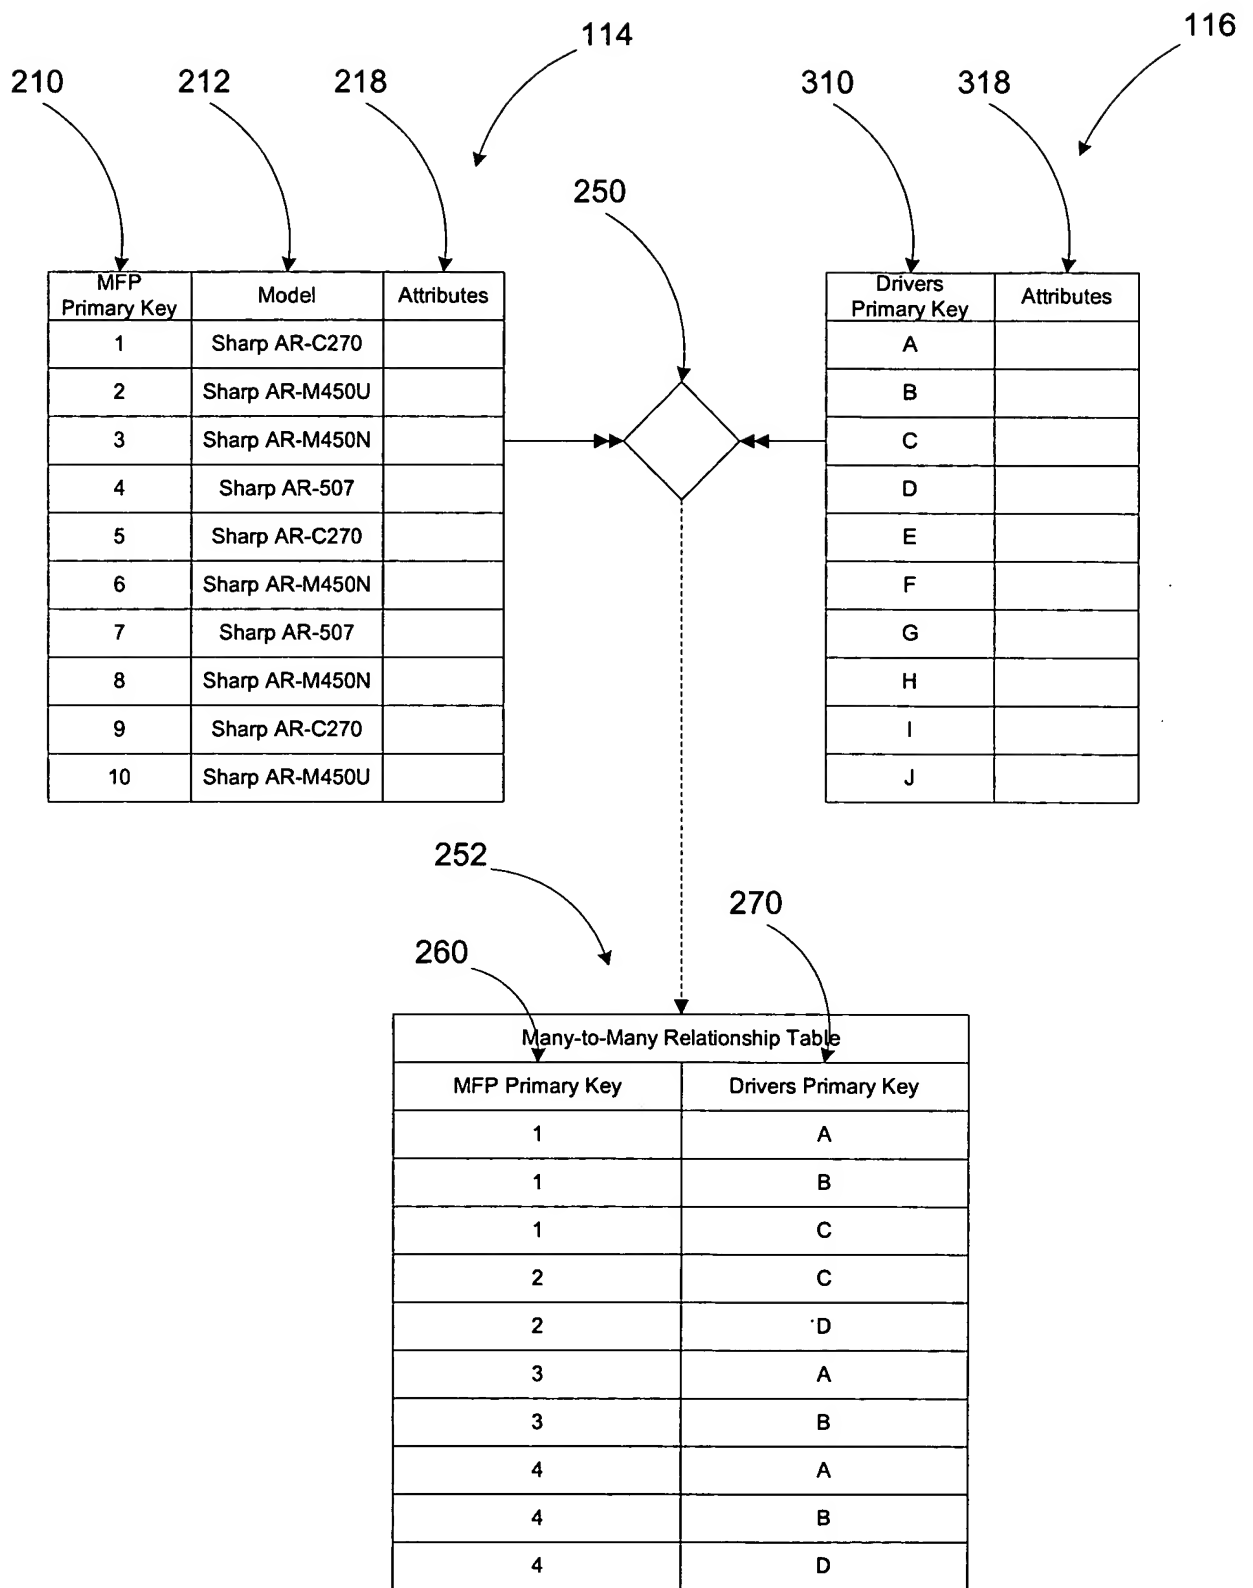 114
116
210
212
218
310
318
250
MFP
Primary Key
Model
Attributes
1
Sharp AR-C270
2
Sharp AR-M450U
3
Sharp AR-M450N
4
Sharp AR-507
5
Sharp AR-C270
6
Sharp AR-M450N
7
Sharp AR-507
8
Sharp AR-M450N
9
Sharp AR-C270
10
Sharp AR-M450U
Drivers
Primary Key
Attributes
A
B
C
D
E
F
G
H
I
J
252
270
260
Many-to-Many Relationship Table
MFP Primary Key
Drivers Primary Key
1
A
1
B
1
C
2
C
2
D
3
A
3
B
4
A
4
B
4
D